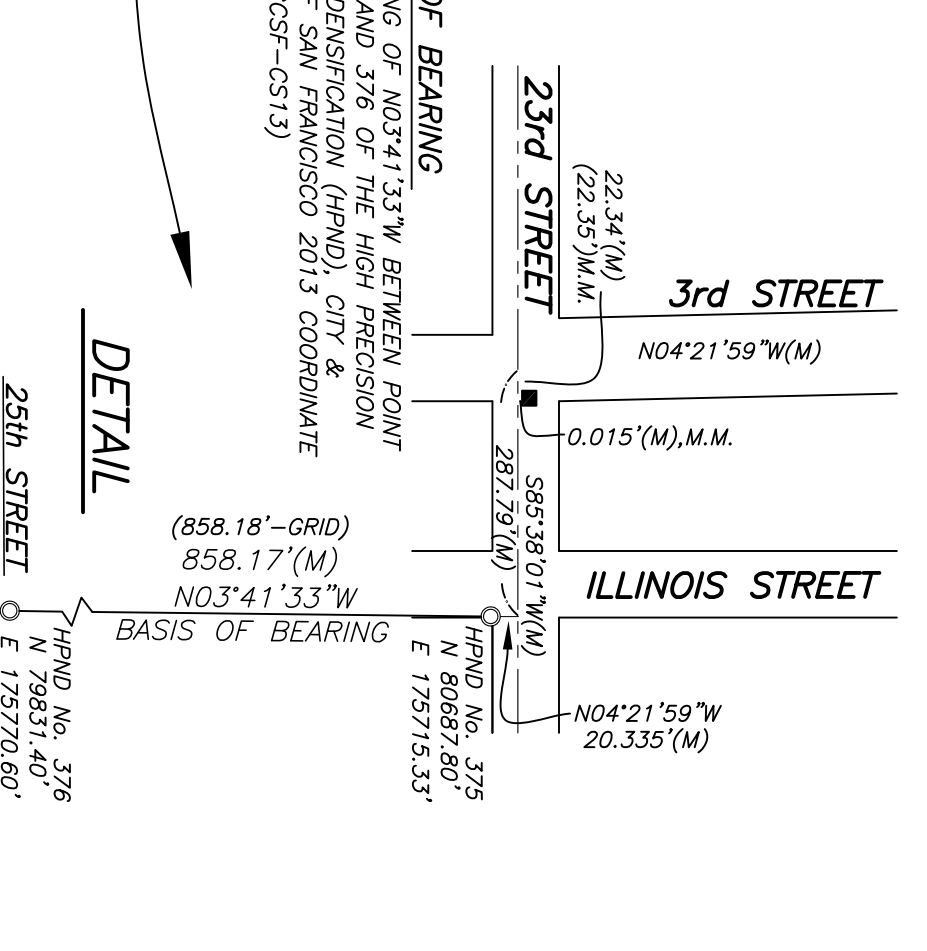 OF BEARING
NG OF N03°41'33"W BETWEEN POINT
AND 376 OF THE HIGH PRECISION
DENSIFICATION (HPND), CITY &
F SAN FRANCISCO 2013 COORDINATE
CCSF-CS13)
23rd STREET
22.34'(M)
(22.35')M.M.
3rd STREET
N04°21'59"W(M)
0.015'(M),M.M.
S85°38'01"W(M)
287.79'(M)
ILLINOIS STREET
DETAIL
25th STREET
(858.18'-GRID)
858.17'(M)
N03°41'33"W
BASIS OF BEARING
HPND No. 375
N 80687.80'
E 175715.33'
N04°21'59"W
20.335'(M)
HPND No. 376
N 79831.40'
E 175770.60'